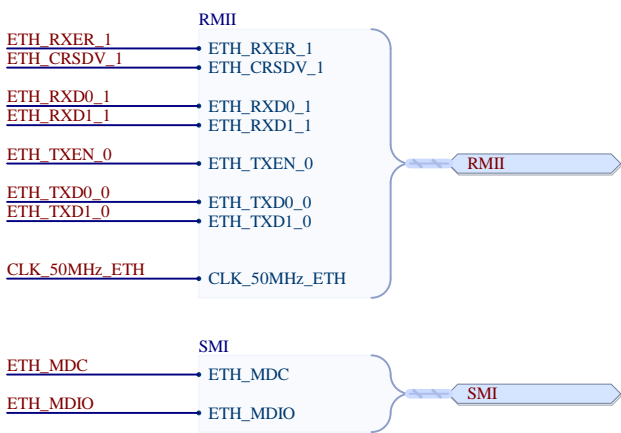 RMII
ETH_RXER_1 ETH_RXER_1
ETH_CRSDV_1 ETH_CRSDV_1
ETH_RXD0_1 ETH_RXD0_1
ETH_RXD1_1 ETH_RXD1_1
ETH_TXEN_0 ETH_TXEN_0 RMII
ETH_TXD0_0 ETH_TXD0_0
ETH_TXD1_0 ETH_TXD1_0
CLK_50MHz_ETH CLK_50MHz_ETH
SMI
ETH_MDC ETH_MDC
SMI
ETH_MDIO ETH_MDIO